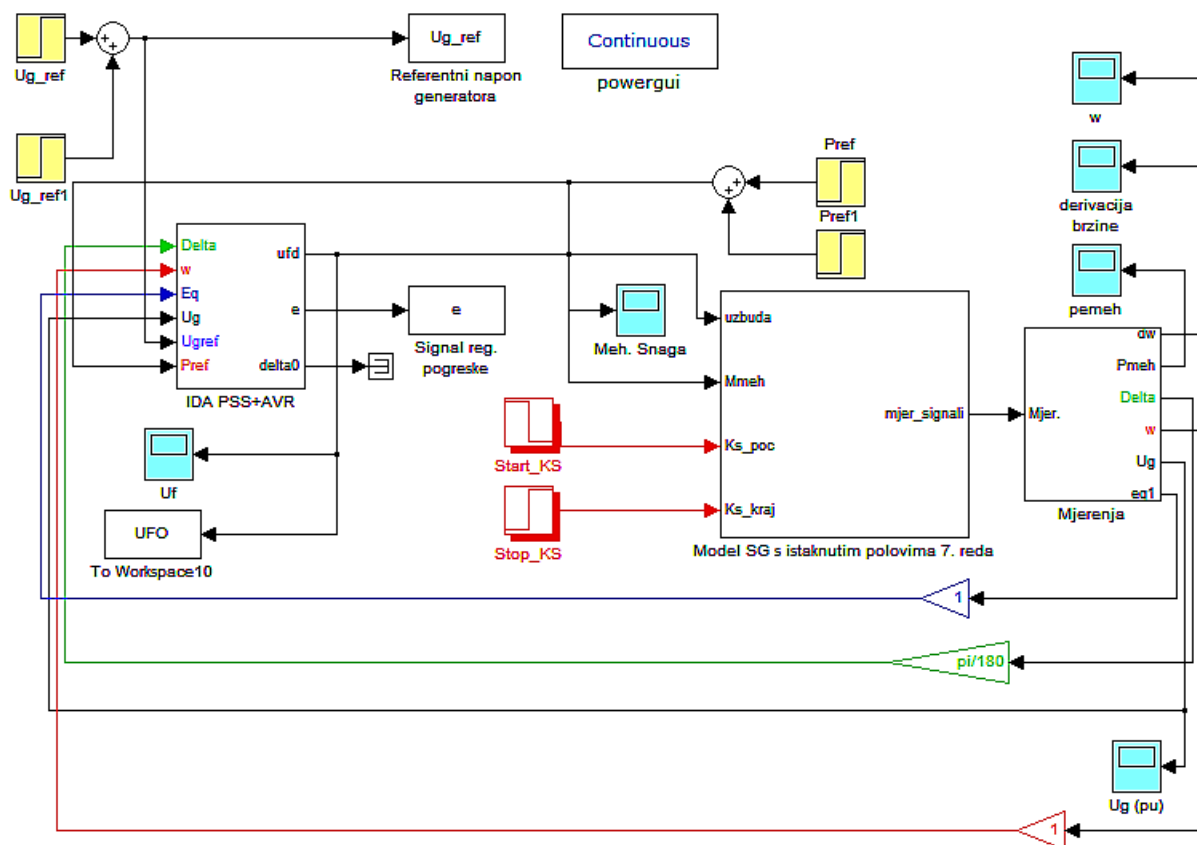 Ug_ref
Ug_ref
Referentni napon
generatora
Continuous
powergui
w
Ug_ref1
Pref
Pref1
derivacija
brzine
pemeh
Delta
w
Eq
Ug
Ugref
Pref
ufd
e
delta0
IDA PSS+AVR
e
Signal reg.
pogreske
Meh. Snaga
uzbuda
Mmeh
Ks_poc
Ks_kraj
mjer_signali
Model SG s istaknutim polovima 7. reda
Start_KS
Stop_KS
Mjer.
dw
Pmeh
Delta
w
Ug
eq1
Mjerenja
Uf
UFO
To Workspace10
1
pi/180
Ug (pu)
1